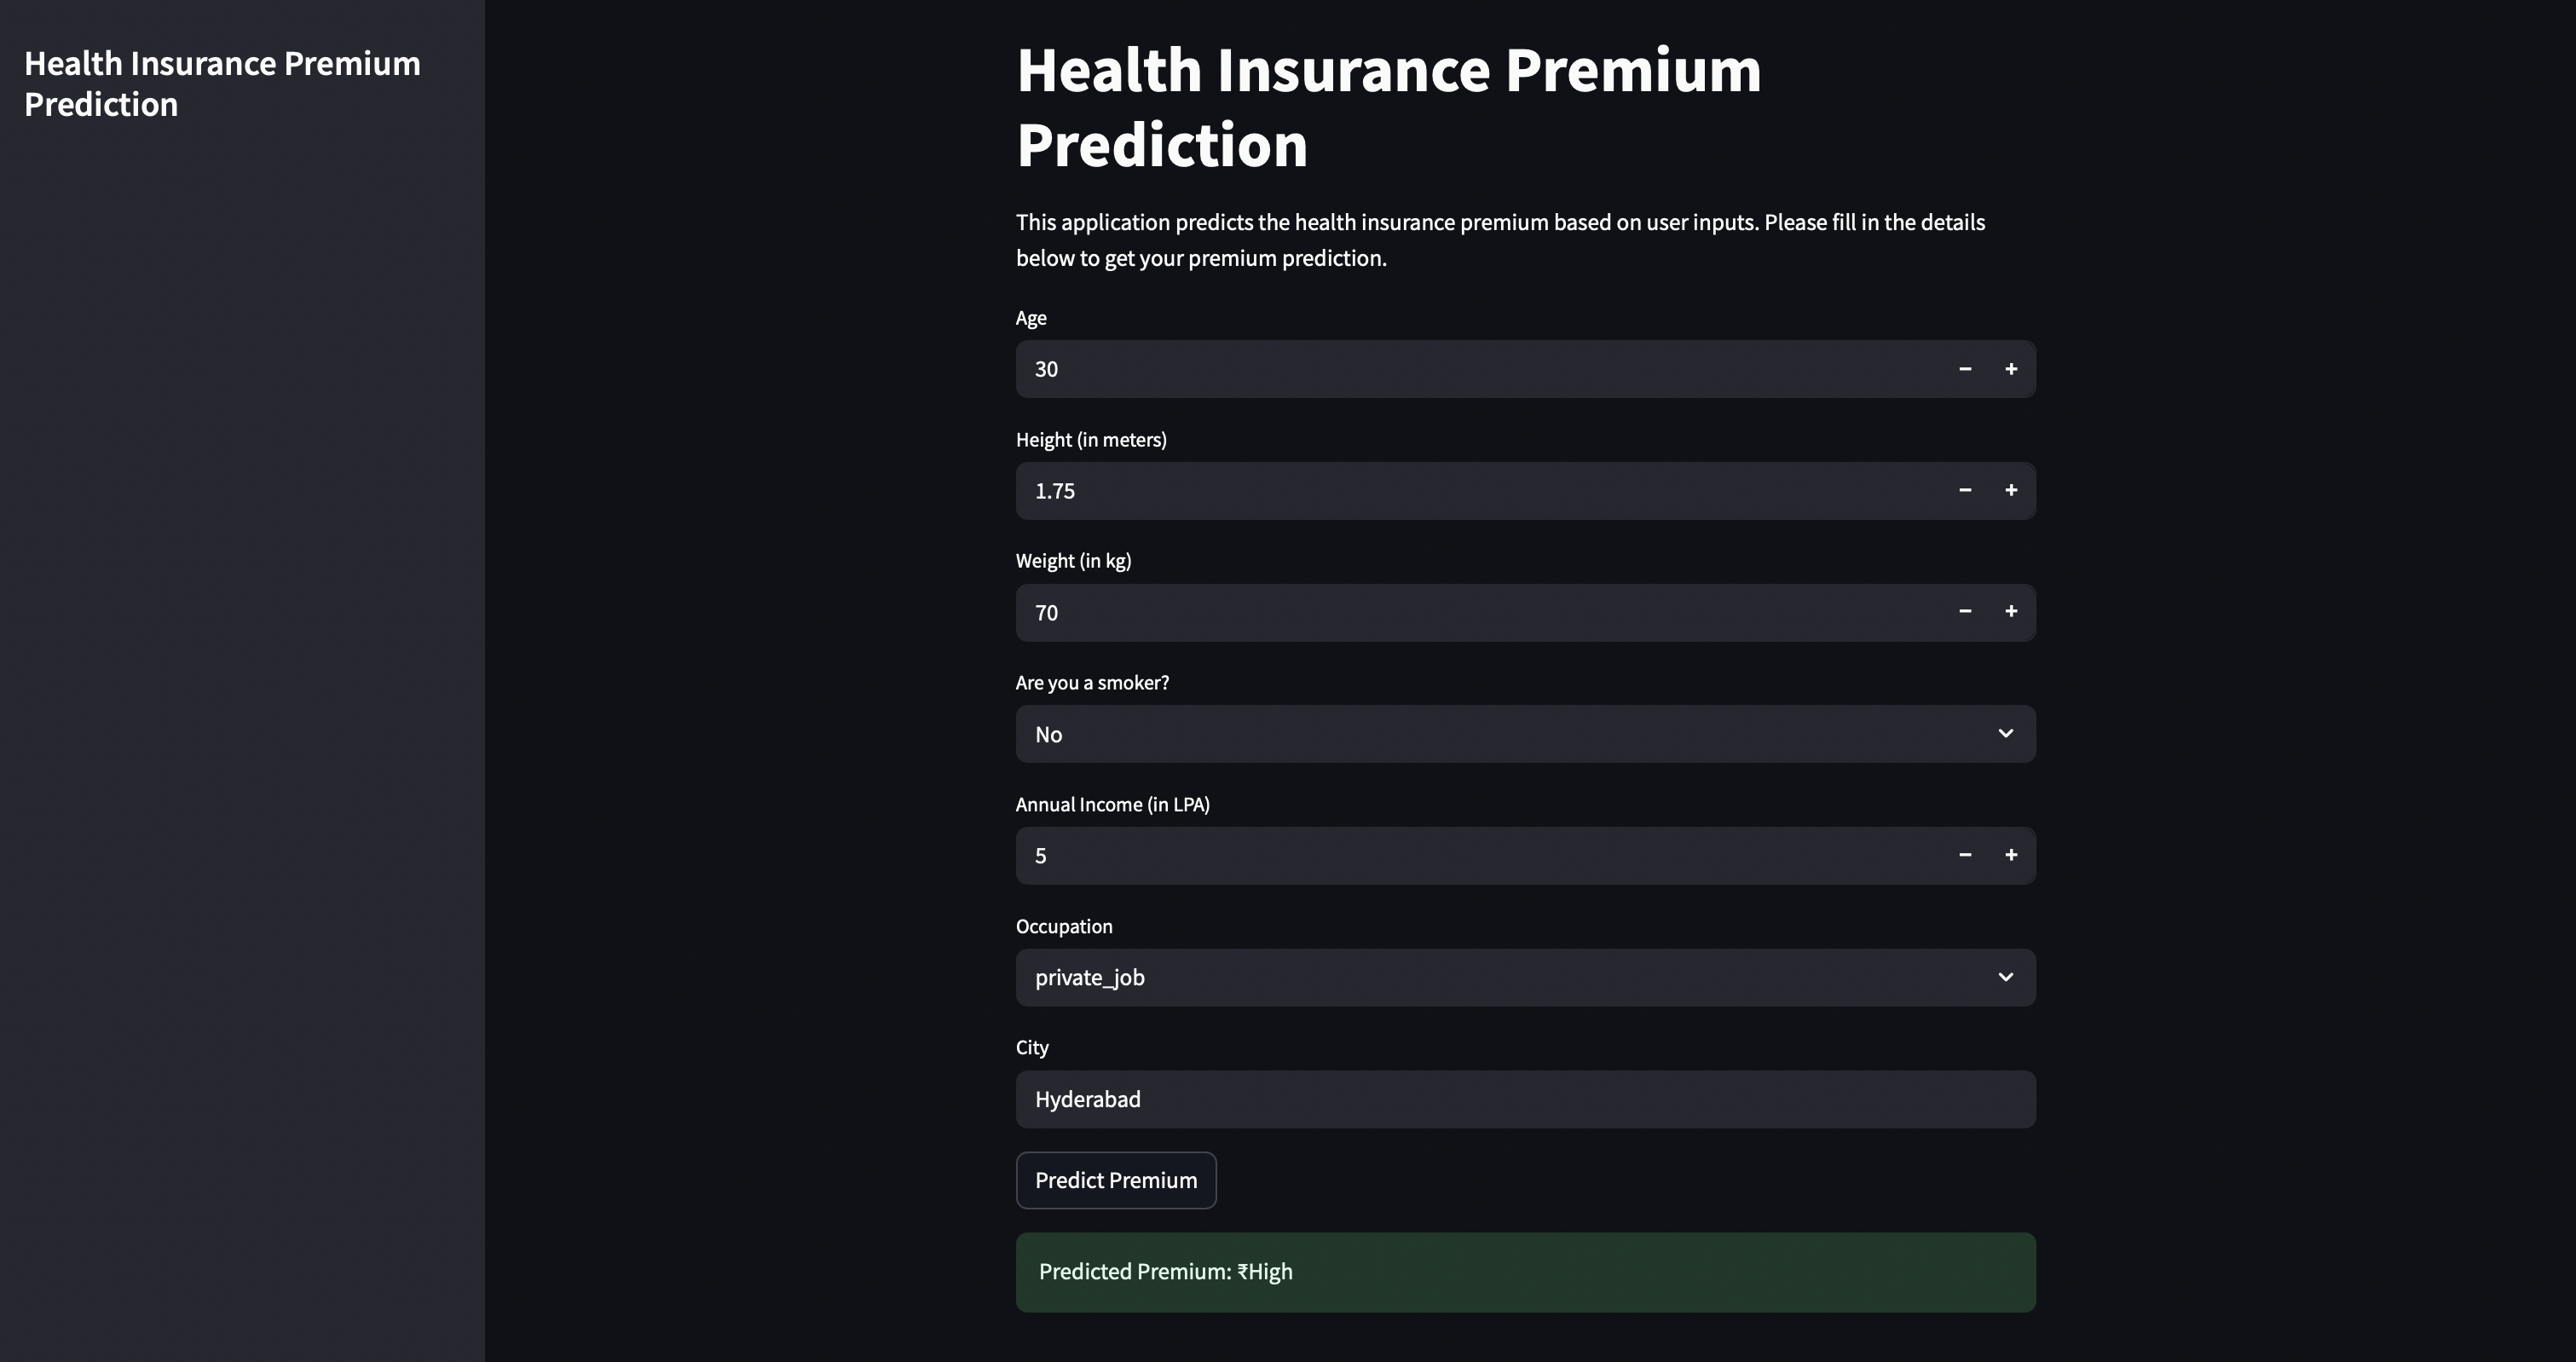 Health Insurance Premium
Prediction
Health Insurance Premium
Prediction
This application predicts the health insurance premium based on user inputs. Please fill in the details
below to get your premium prediction.
Age
30
Height (in meters)
1.75
Weight (in kg)
70
Are you a smoker?
No
Annual Income (in LPA)
5
Occupation
private_job
City
Hyderabad
Predict Premium
Predicted Premium: ₹High